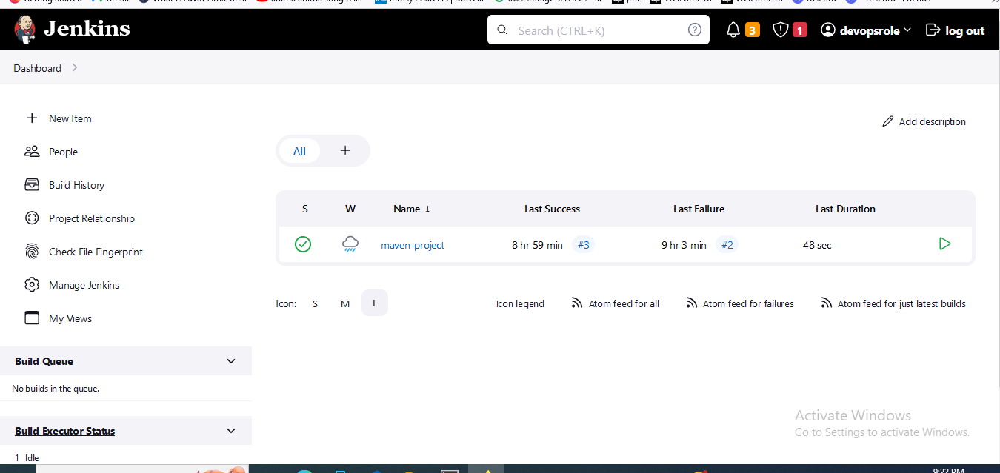 Jenkins
Search (CTRL+K)
3
1
devopsrole
log out
Dashboard
New Item
People
Build History
Project Relationship
Check File Fingerprint
Manage Jenkins
My Views
Build Queue
No builds in the queue.
Build Executor Status
1 Idle
Add description
All
S W Name ↓ Last Success Last Failure Last Duration
maven-project 8 hr 59 min #3 9 hr 3 min #2 48 sec
Icon: S M L Icon legend Atom feed for all Atom feed for failures Atom feed for just latest builds
Activate Windows
Go to Settings to activate Windows.
9:22 PM